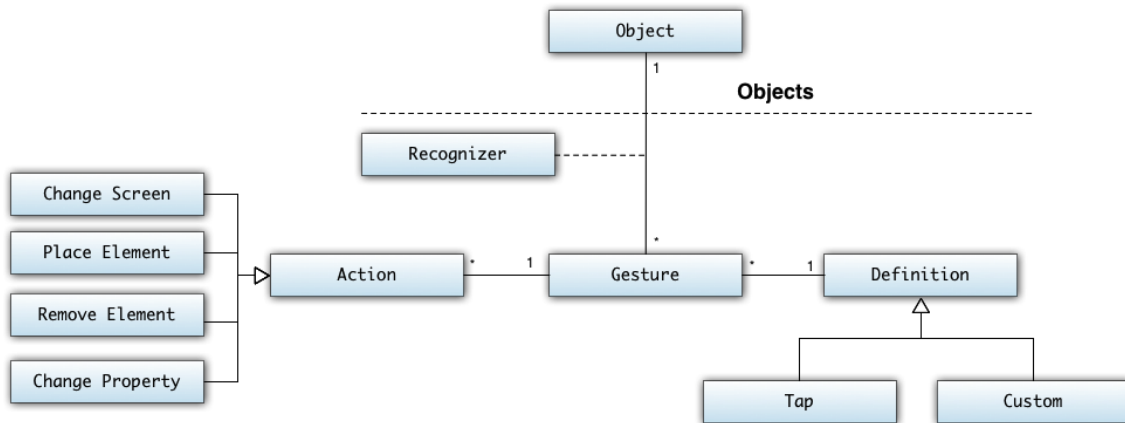 Object
1
Objects
Recognizer
Change Screen
Place Element
*
Action
* 1
Gesture
* 1
Definition
Remove Element
Change Property
Tap
Custom